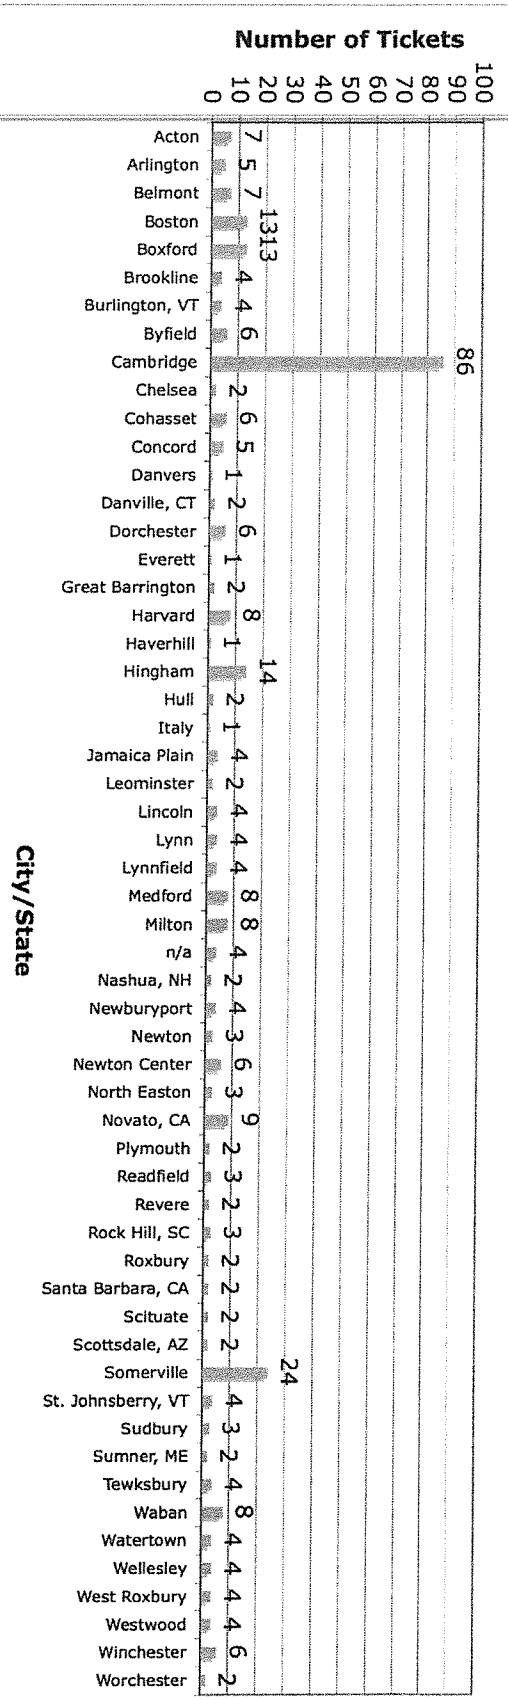 Number of Tickets
100
90
80
70
60
50
40
30
20
10
0
Acton 7
Arlington 5
Belmont 7
Boston 13
Boxford 13
Brookline 4
Burlington, VT 4
Byfield 6
Cambridge 86
Chelsea 2
Cohasset 6
Concord 5
Danvers 1
Danville, CT 2
Dorchester 6
Everett 1
Great Barrington 2
Harvard 8
Haverhill 1
Hingham 14
Hull 2
Italy 1
Jamaica Plain 4
Leominster 2
Lincoln 4
Lynn 4
Lynnfield 4
Medford 8
Milton 8
n/a 4
Nashua, NH 2
Newburyport 4
Newton 3
Newton Center 6
North Easton 3
Novato, CA 9
Plymouth 2
Readfield 3
Revere 2
Rock Hill, SC 3
Roxbury 2
Santa Barbara, CA 2
Scituate 2
Scottsdale, AZ 2
Somerville 24
St. Johnsberry, VT 4
Sudbury 3
Sumner, ME 2
Tewksbury 4
Waban 8
Watertown 4
Wellesley 4
West Roxbury 4
Westwood 4
Winchester 6
Worchester 2
City/State